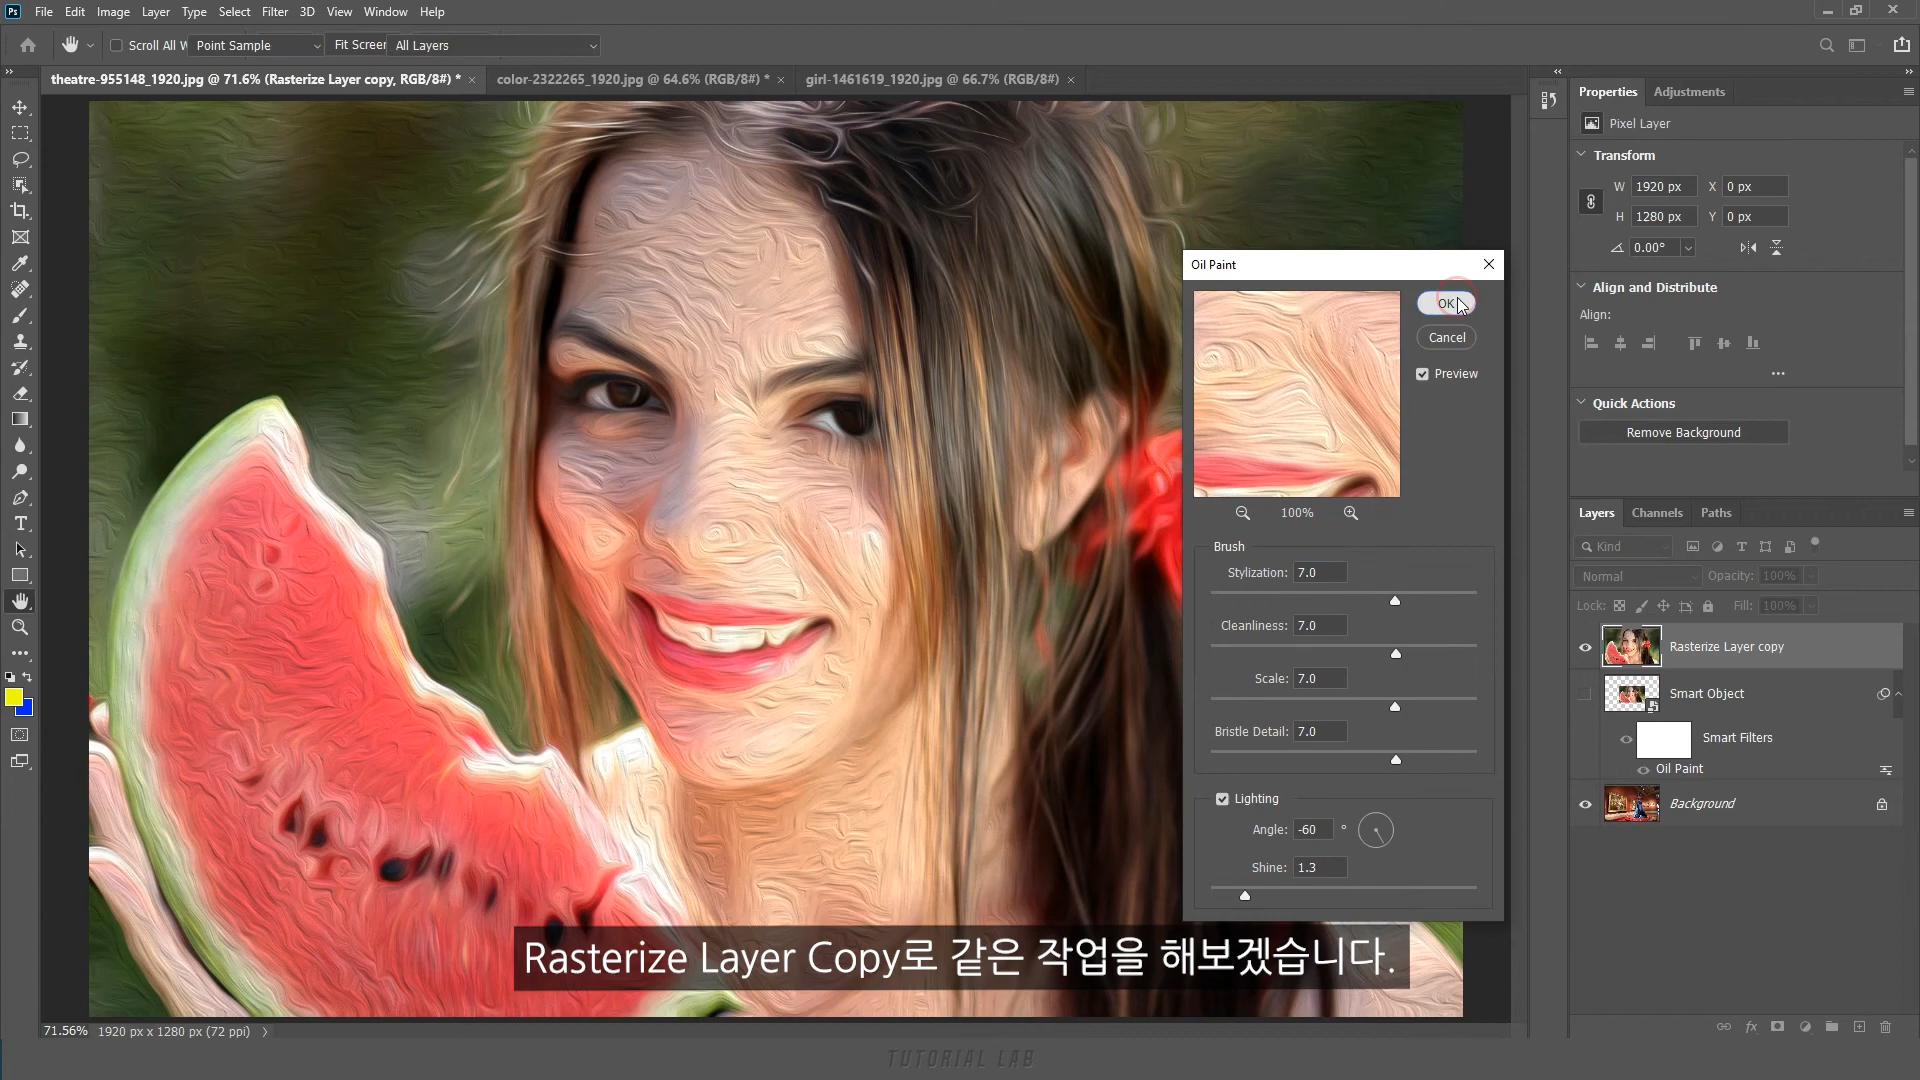 Ps File Edit Image Layer Type Select Filter 3D View Window Help
Scroll All W Point Sample Fit Screen All Layers
theatre-955148_1920.jpg @ 71.6% (Rasterize Layer copy, RGB/8#) * × color-2322265_1920.jpg @ 64.6% (RGB/8#) * × girl-1461619_1920.jpg @ 66.7% (RGB/8#) ×
Properties Adjustments
Pixel Layer
Transform
W 1920 px X 0 px
H 1280 px Y 0 px
0.00°
Align and Distribute
Align:
Quick Actions
Remove Background
Layers Channels Paths
Kind
Normal Opacity: 100%
Lock: Fill: 100%
Rasterize Layer copy
Smart Object
Smart Filters
Oil Paint
Background
Oil Paint
OK
Cancel
Preview
100%
Brush
Stylization: 7.0
Cleanliness: 7.0
Scale: 7.0
Bristle Detail: 7.0
Lighting
Angle: -60 °
Shine: 1.3
Rasterize Layer Copy로 같은 작업을 해보겠습니다.
71.56% 1920 px x 1280 px (72 ppi)
TUTORIAL LAB